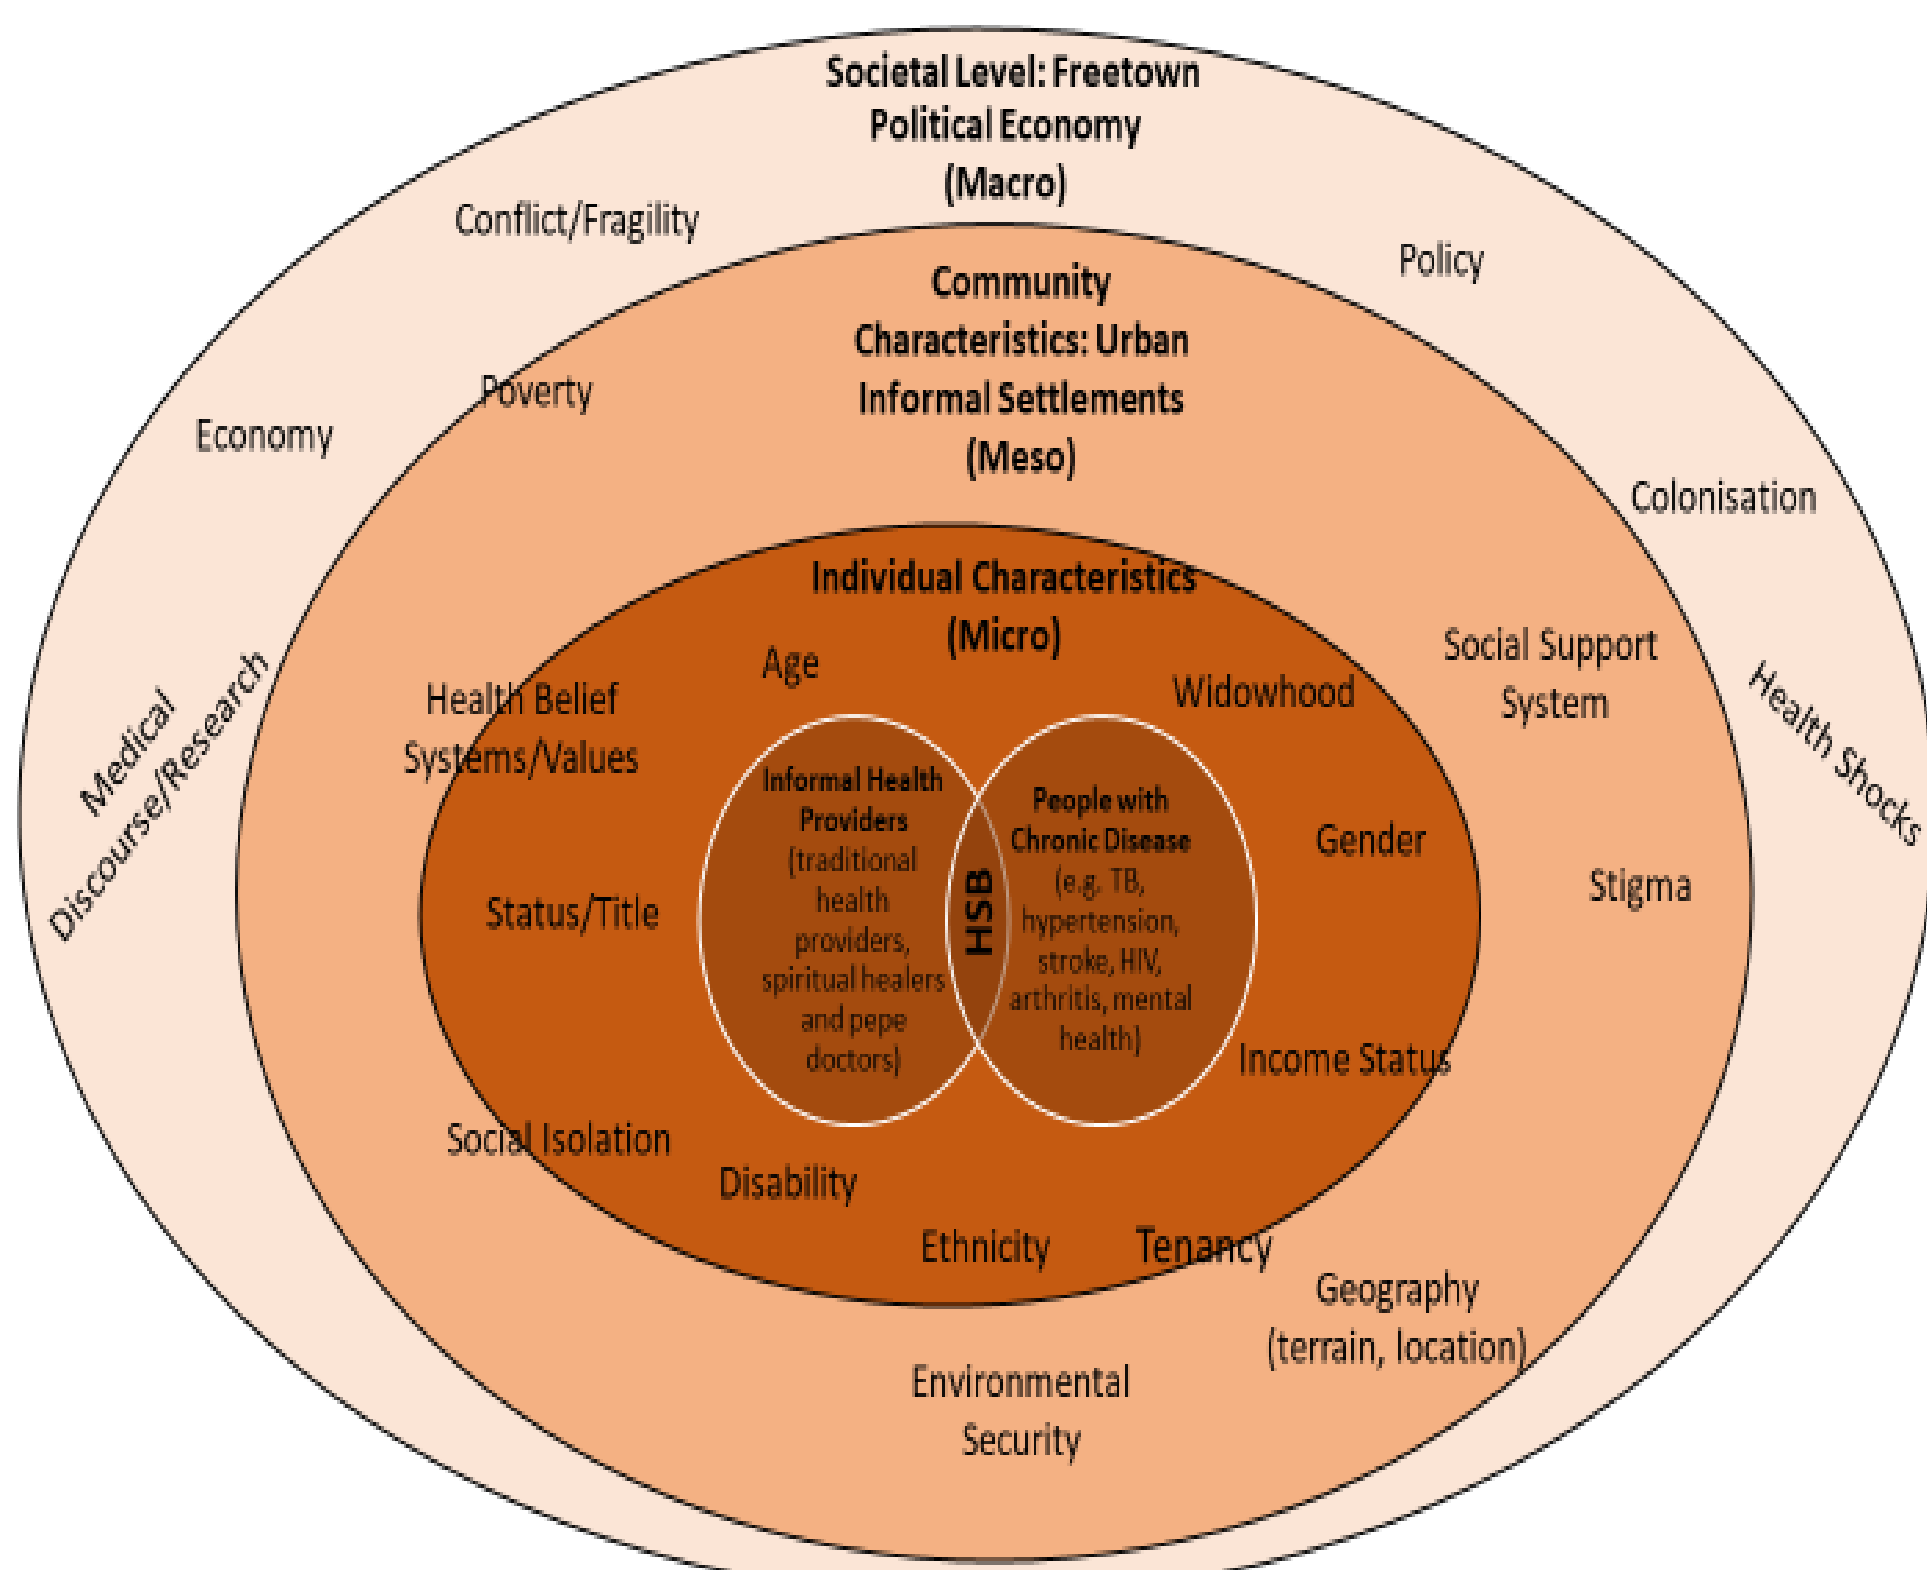 Societal Level: Freetown
Political Economy
(Macro)
Conflict/Fragility
Policy
Community
Characteristics: Urban
Informal Settlements
(Meso)
Poverty
Economy
Colonisation
Individual Characteristics
(Micro)
Age
Widowhood
Social Support
System
Health Belief
Systems/Values
Medical
Discourse/Research
Health Shocks
Informal Health
Providers
(traditional
health
providers,
spiritual healers
and pepe
doctors)
HSB
People with
Chronic Disease
(e.g. TB,
hypertension,
stroke, HIV,
arthritis, mental
health)
Gender
Stigma
Status/Title
Income Status
Social Isolation
Disability
Ethnicity
Tenancy
Geography
(terrain, location)
Environmental
Security